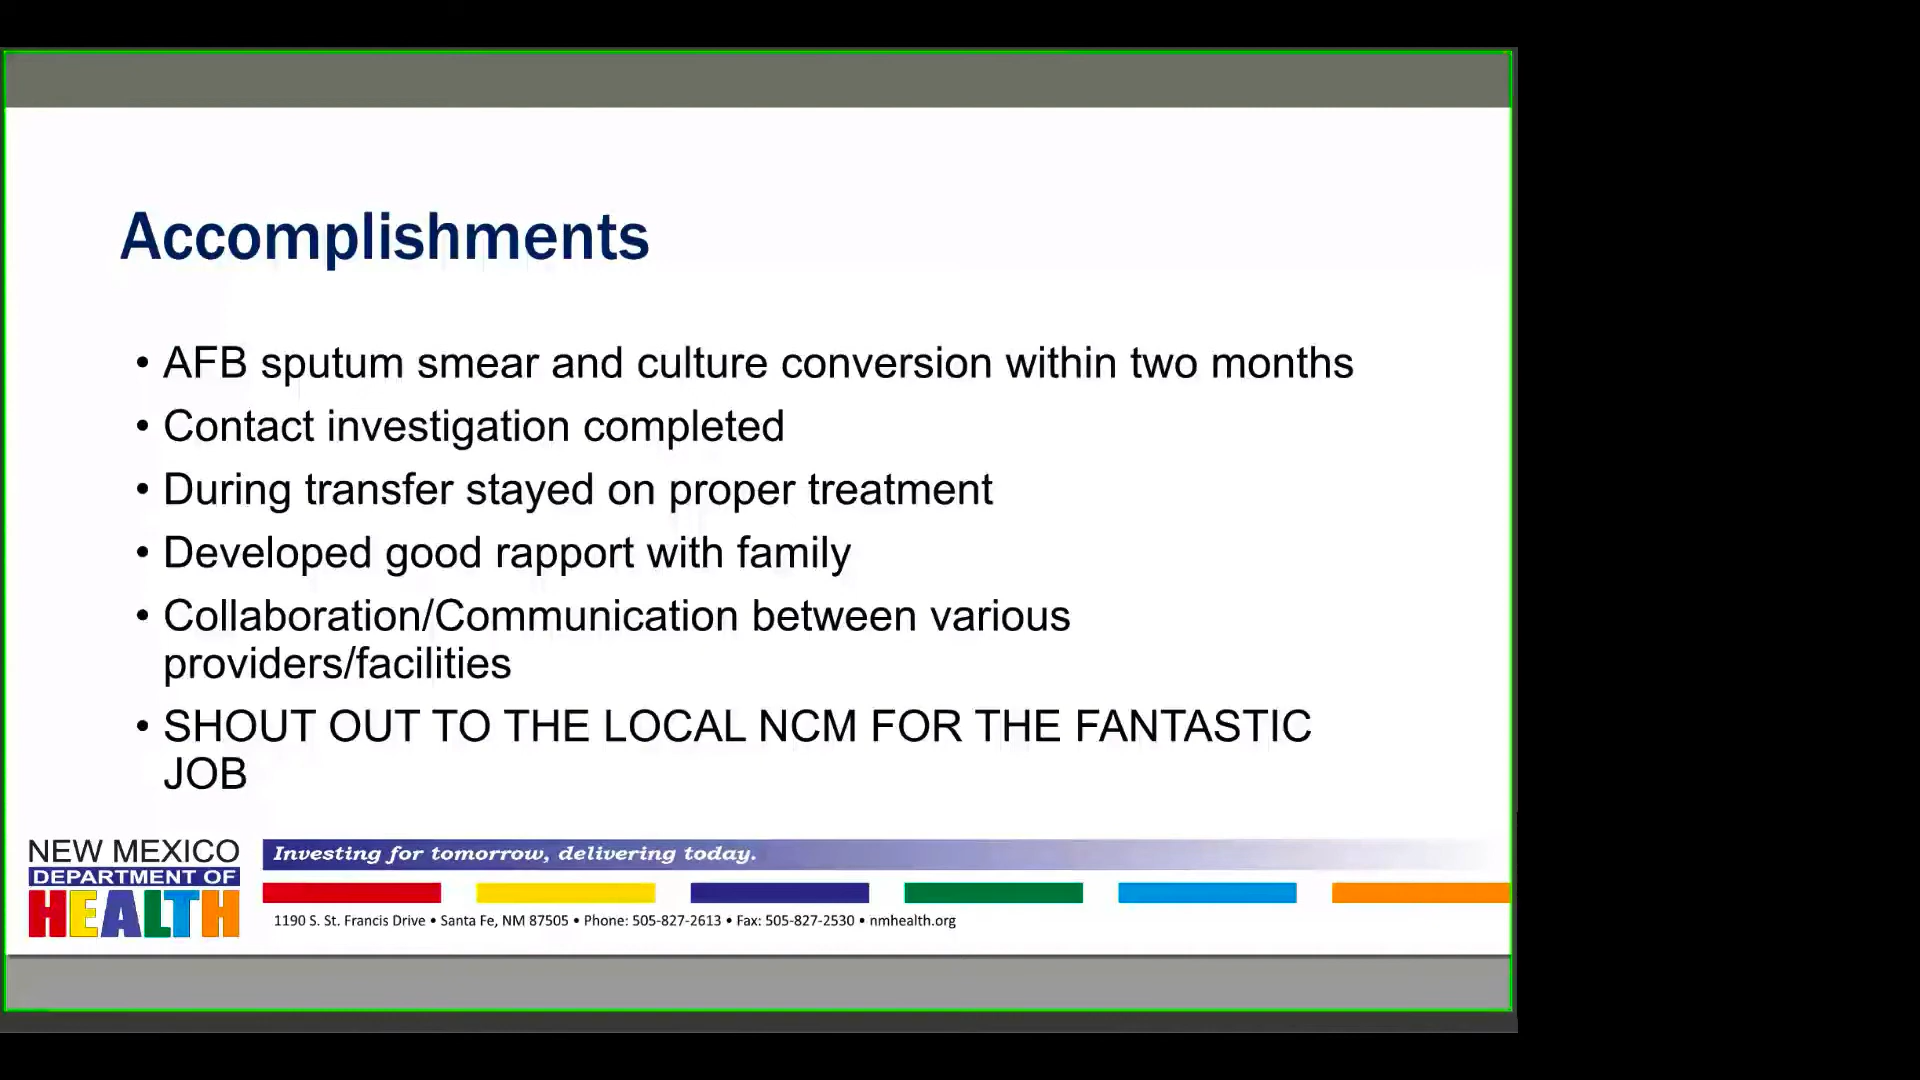 Accomplishments
• AFB sputum smear and culture conversion within two months
• Contact investigation completed
• During transfer stayed on proper treatment
• Developed good rapport with family
• Collaboration/Communication between various
providers/facilities
• SHOUT OUT TO THE LOCAL NCM FOR THE FANTASTIC
JOB
NEW MEXICO
DEPARTMENT OF
HEALTH
Investing for tomorrow, delivering today.
1190 S. St. Francis Drive • Santa Fe, NM 87505 • Phone: 505-827-2613 • Fax: 505-827-2530 • nmhealth.org